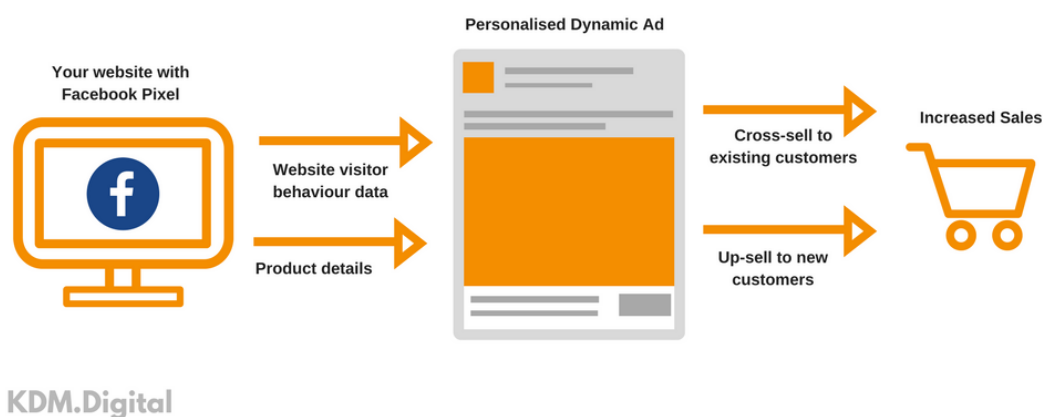 Personalised Dynamic Ad
Your website with
Facebook Pixel
f
Website visitor
behaviour data
Product details
Cross-sell to
existing customers
Up-sell to new
customers
Increased Sales
KDM.Digital